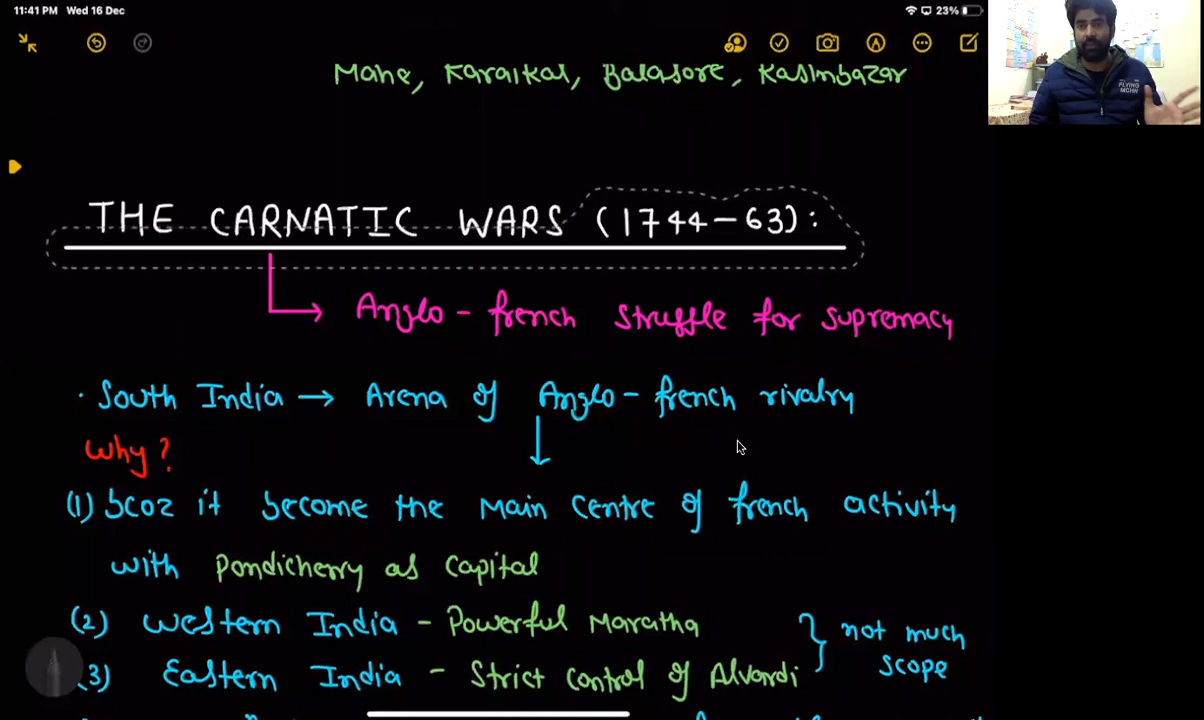 11:41 PM Wed 16 Dec
23%
Mahe, Karaikal, Balasore, Kasimbazar
FLYING
MOHN
THE CARNATIC WARS (1744-63):
Anglo-french struffle for supremacy
· South India → Arena of Anglo-french rivalry
Why?
(1) bcoz it become the main centre of french activity
with Pondicherry as capital
(2) Western India - Powerful Maratha
(3) Eastern India - Strict control of Alvardi
} not much
scope